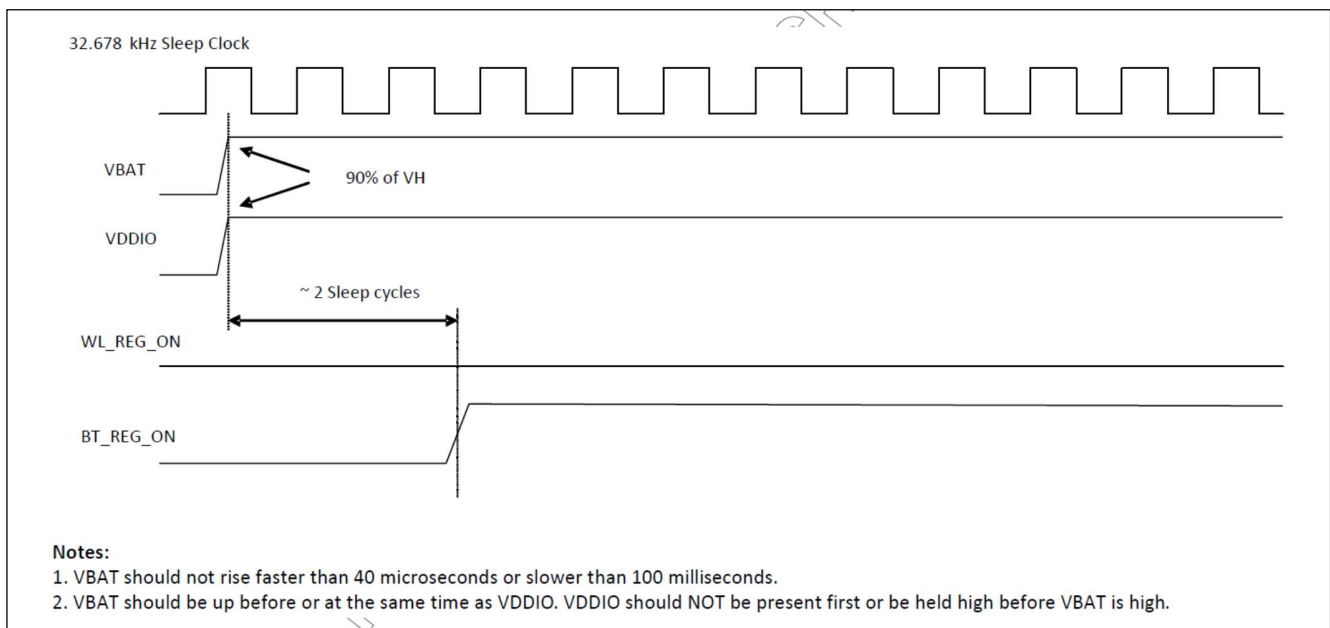 32.678 kHz Sleep Clock
VBAT
90% of VH
VDDIO
~ 2 Sleep cycles
WL_REG_ON
BT_REG_ON
Notes:
1. VBAT should not rise faster than 40 microseconds or slower than 100 milliseconds.
2. VBAT should be up before or at the same time as VDDIO. VDDIO should NOT be present first or be held high before VBAT is high.